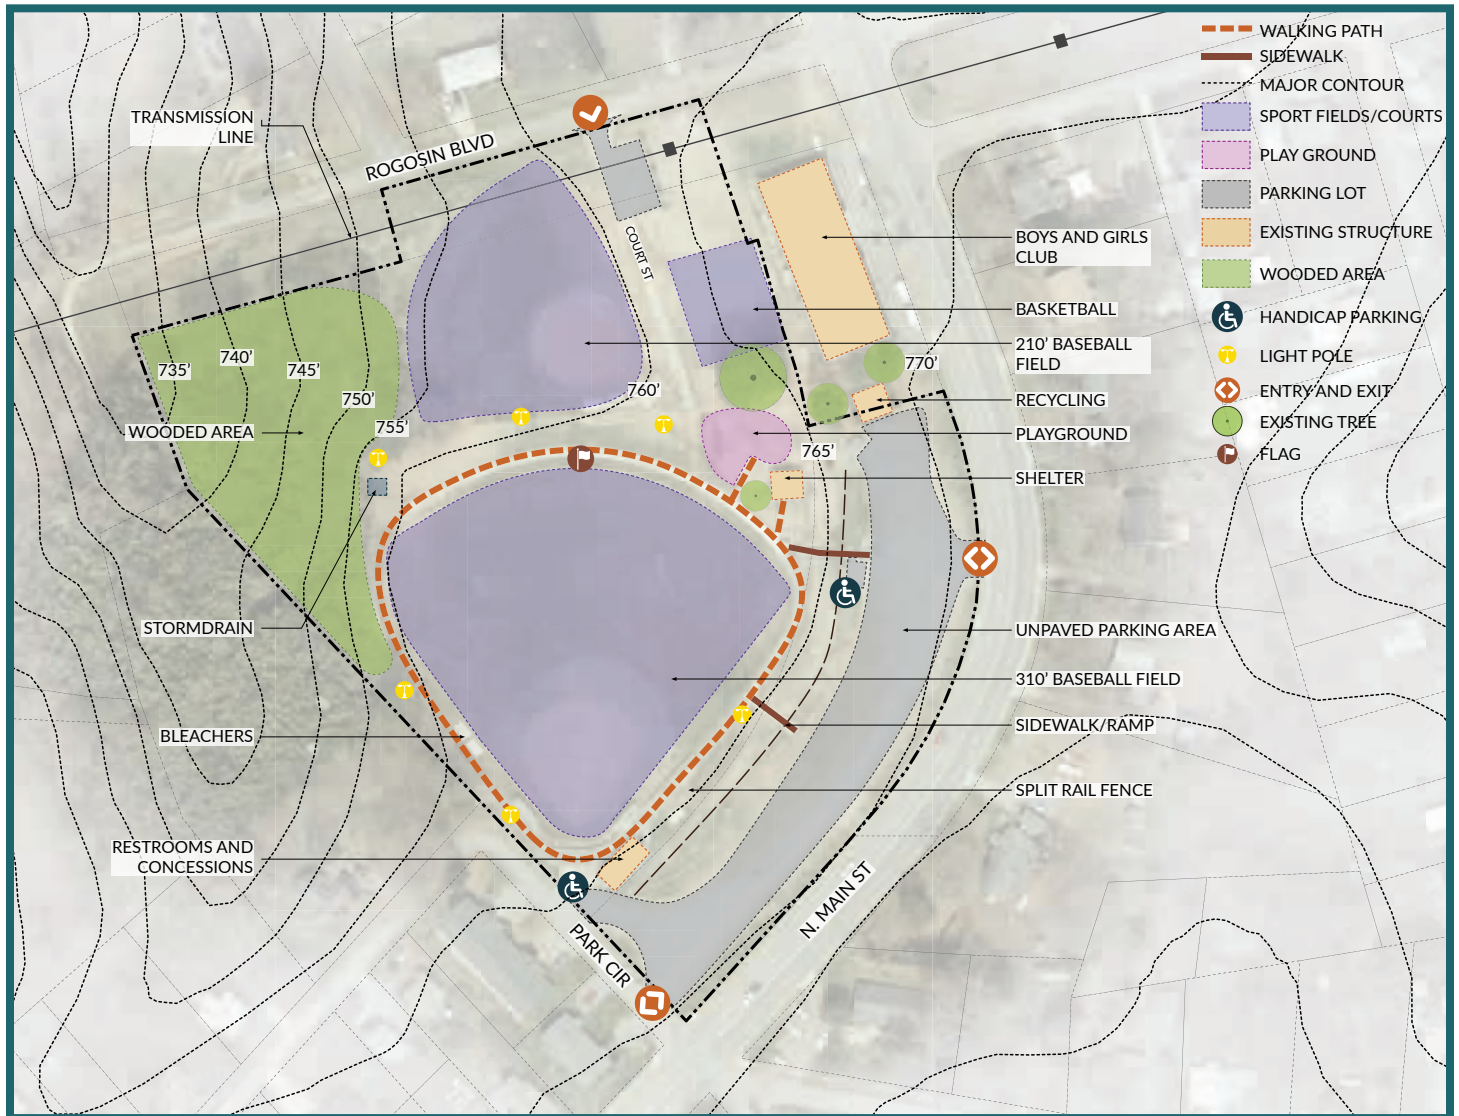 WALKING PATH
SIDEWALK
MAJOR CONTOUR
SPORT FIELDS/COURTS
PLAY GROUND
PARKING LOT
EXISTING STRUCTURE
WOODED AREA
HANDICAP PARKING
LIGHT POLE
ENTRY AND EXIT
EXISTING TREE
FLAG
TRANSMISSION
LINE
ROGOSIN BLVD
COURT ST
BOYS AND GIRLS
CLUB
BASKETBALL
210’ BASEBALL
FIELD
770’
RECYCLING
PLAYGROUND
765’
SHELTER
735’
740’
745’
750’
755’
760’
WOODED AREA
STORMDRAIN
UNPAVED PARKING AREA
310’ BASEBALL FIELD
SIDEWALK/RAMP
BLEACHERS
SPLIT RAIL FENCE
RESTROOMS AND
CONCESSIONS
N. MAIN ST
PARK CIR